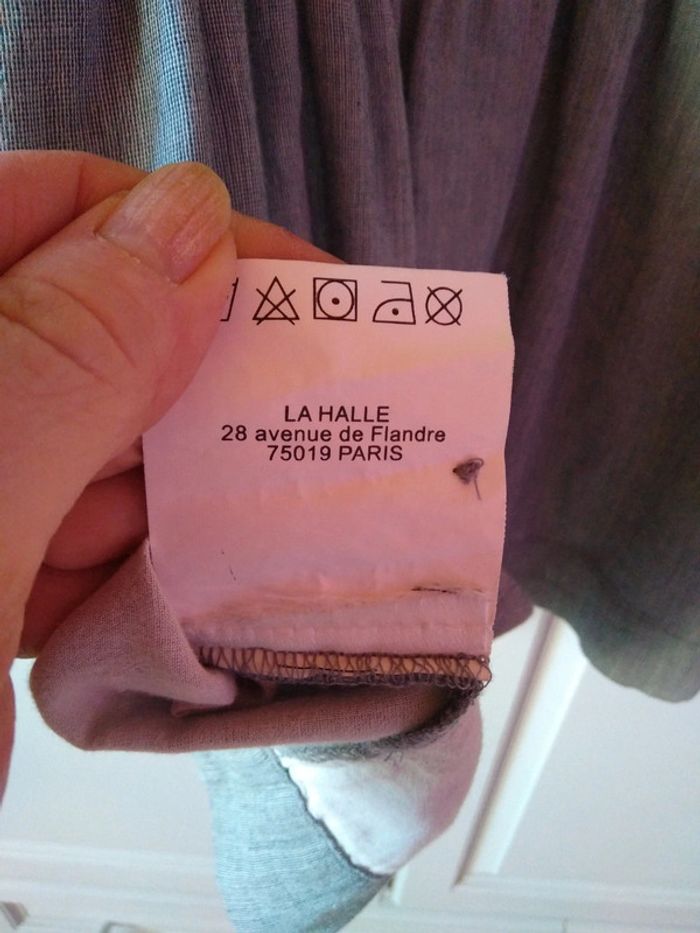 LA HALLE
28 avenue de Flandre
75019 PARIS